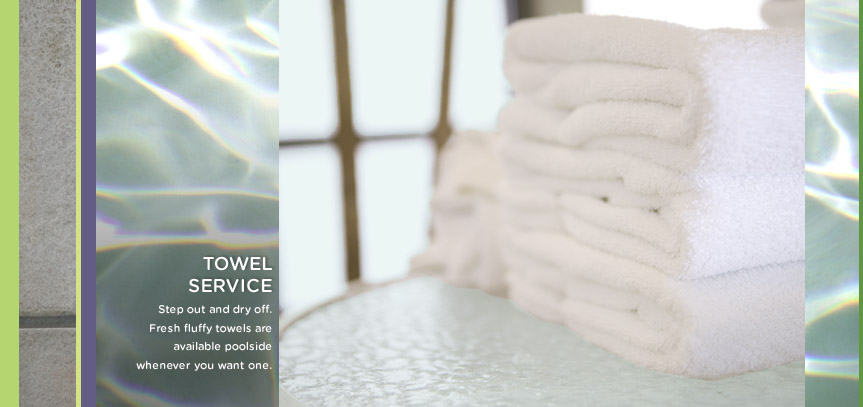 TOWEL
SERVICE
Step out and dry off.
Fresh fluffy towels are
available poolside
whenever you want one.